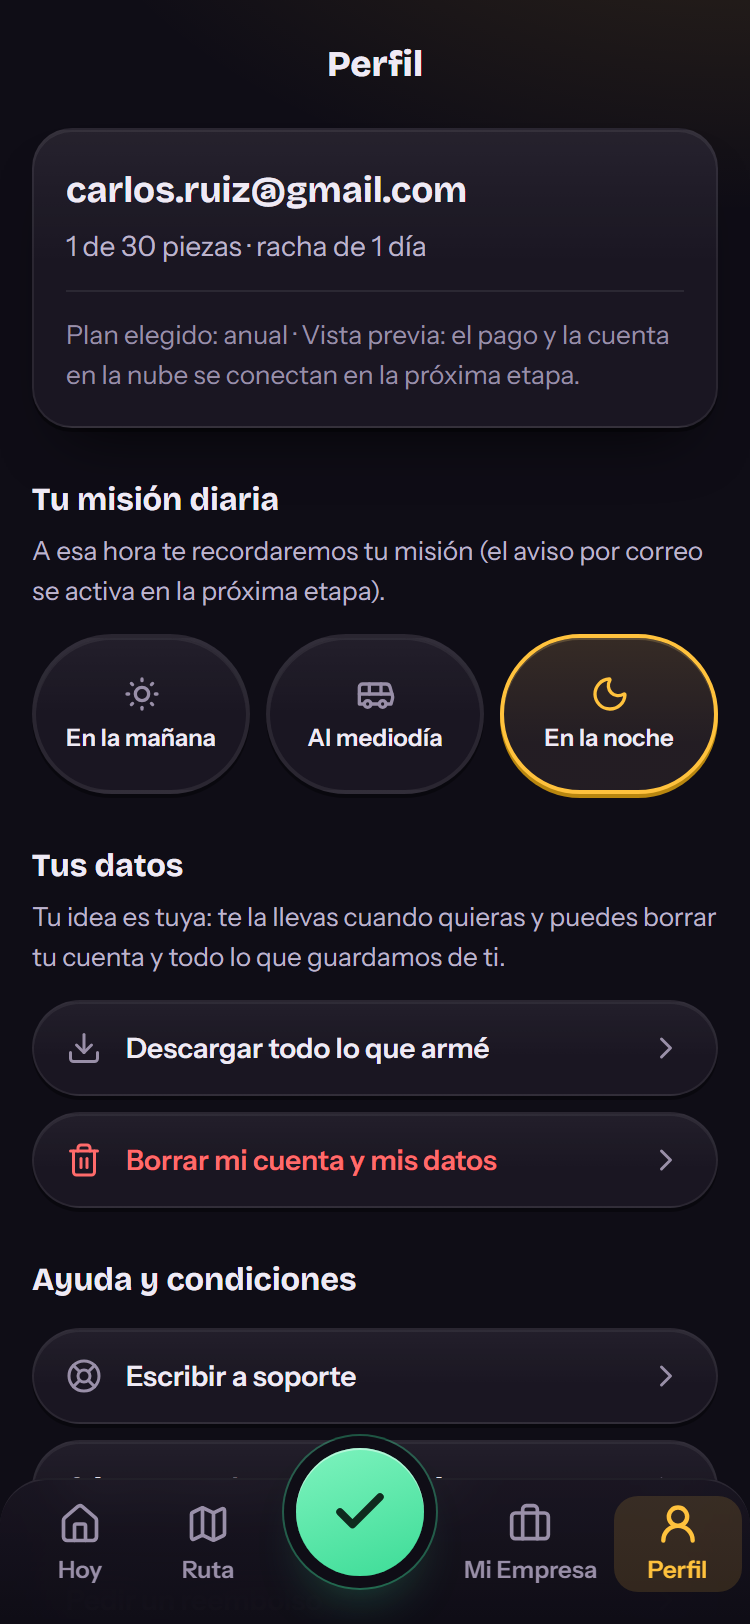 Perfil
carlos.ruiz@gmail.com
1 de 30 piezas · racha de 1 día
Plan elegido: anual · Vista previa: el pago y la cuenta
en la nube se conectan en la próxima etapa.
Tu misión diaria
A esa hora te recordaremos tu misión (el aviso por correo
se activa en la próxima etapa).
En la mañana
Al mediodía
En la noche
Tus datos
Tu idea es tuya: te la llevas cuando quieras y puedes borrar
tu cuenta y todo lo que guardamos de ti.
Descargar todo lo que armé
Borrar mi cuenta y mis datos
Ayuda y condiciones
Escribir a soporte
Hoy
Ruta
Mi Empresa
Perfil